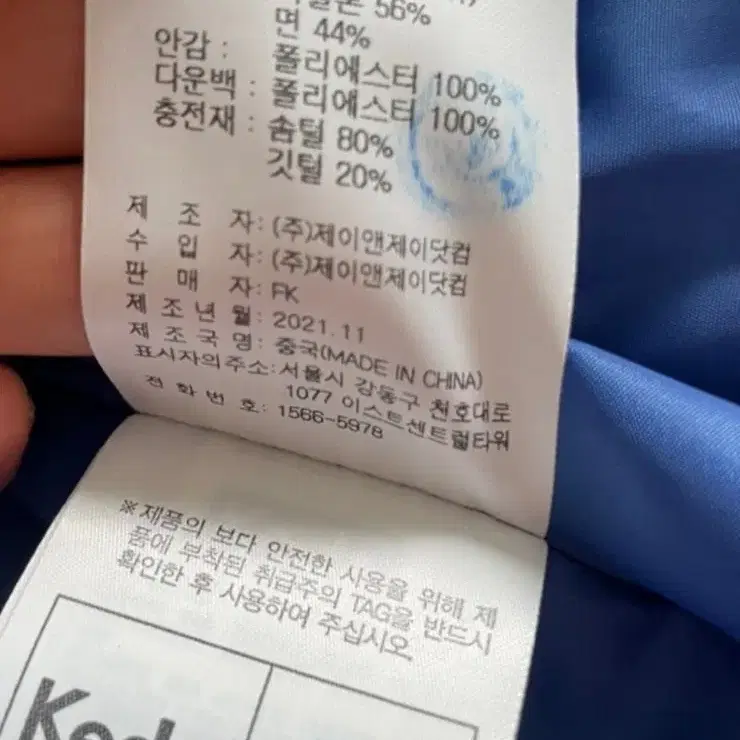 56%
면 44%
안감 : 폴리에스터 100%
다운백 : 폴리에스터 100%
충전재 : 솜털 80%
깃털 20%
제 조 자 : (주)제이앤제이닷컴
수 입 자 : (주)제이앤제이닷컴
판 매 자 : FK
제 조 년 월 : 2021.11
제 조 국 명 : 중국(MADE IN CHINA)
표시자의주소 : 서울시 강동구 천호대로
1077 이스트센트럴타워
전 화 번 호 : 1566-5978
※제품의 보다 안전한 사용을 위해 제
품에 부착된 취급주의 TAG을 반드시
확인한 후 사용하여 주십시오